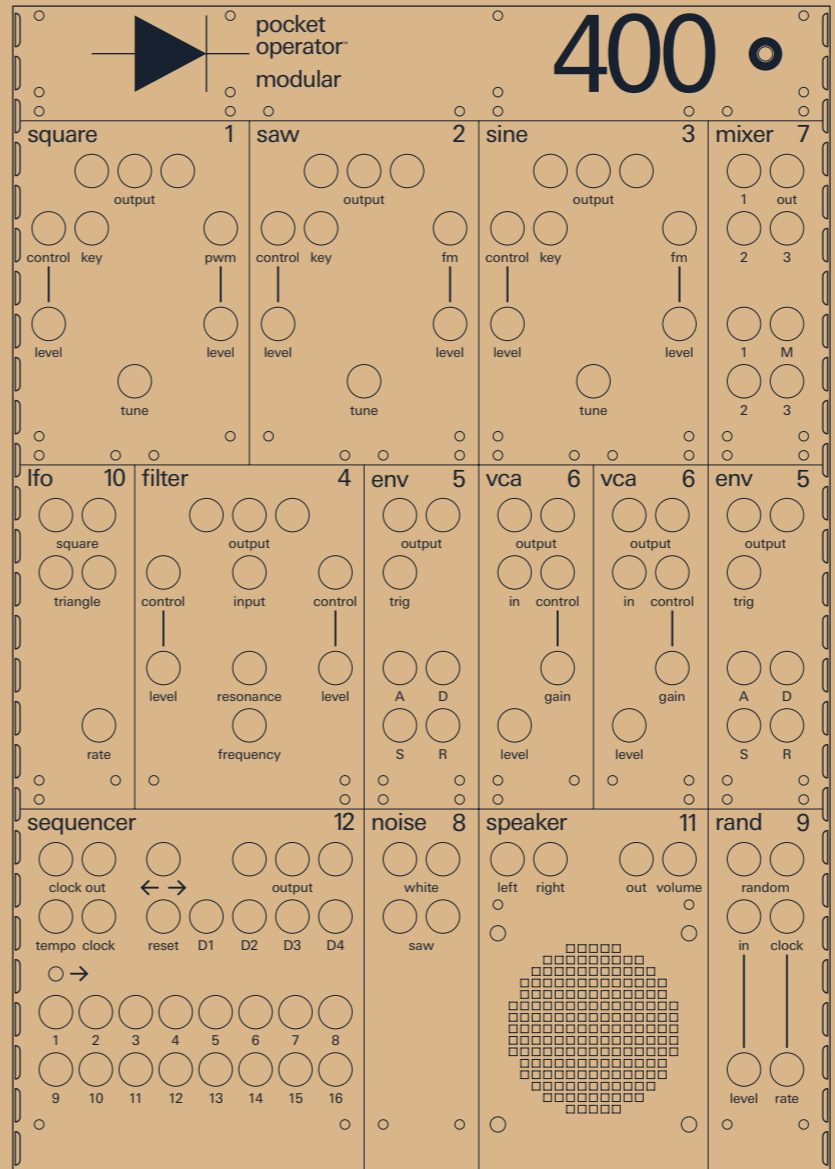 pocket
operator™
modular
400
square 1
output
control key pwm
level level
tune
saw 2
output
control key fm
level level
tune
sine 3
output
control key fm
level level
tune
mixer 7
1 out
2 3
1 M
2 3
lfo 10
square
triangle
rate
filter 4
output
control input control
level resonance level
frequency
env 5
output
trig
A D
S R
vca 6
output
in control
gain
level
vca 6
output
in control
gain
level
env 5
output
trig
A D
S R
sequencer 12
clock out ← → output
tempo clock reset D1 D2 D3 D4
→
1 2 3 4 5 6 7 8
9 10 11 12 13 14 15 16
noise 8
white
saw
speaker 11
left right out volume
rand 9
random
in clock
level rate